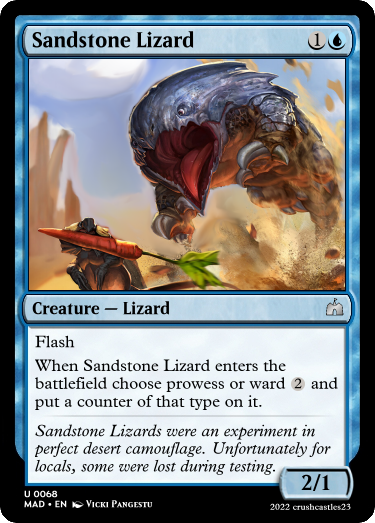 Sandstone Lizard 1
Creature — Lizard
Flash
When Sandstone Lizard enters the
battlefield choose prowess or ward 2 and
put a counter of that type on it.
Sandstone Lizards were an experiment in
perfect desert camouflage. Unfortunately for
locals, some were lost during testing.
2/1
U 0068
MAD • EN Vicki Pangestu
2022 crushcastles23